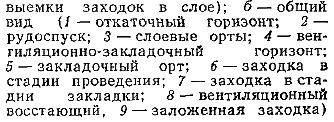 выемки заходок в слое); б — общий
вид (1 — откаточный горизонт; 2 —
рудоспуск; 3 — слоевые орты; 4 — вен-
тиляционно-закладочный горизонт;
5 — закладочный орт; 6 — заходка в
стадии проведения; 7 — заходка в ста-
дии закладки; 8 — вентиляционный
восстающий, 9 — заложенная заходка)